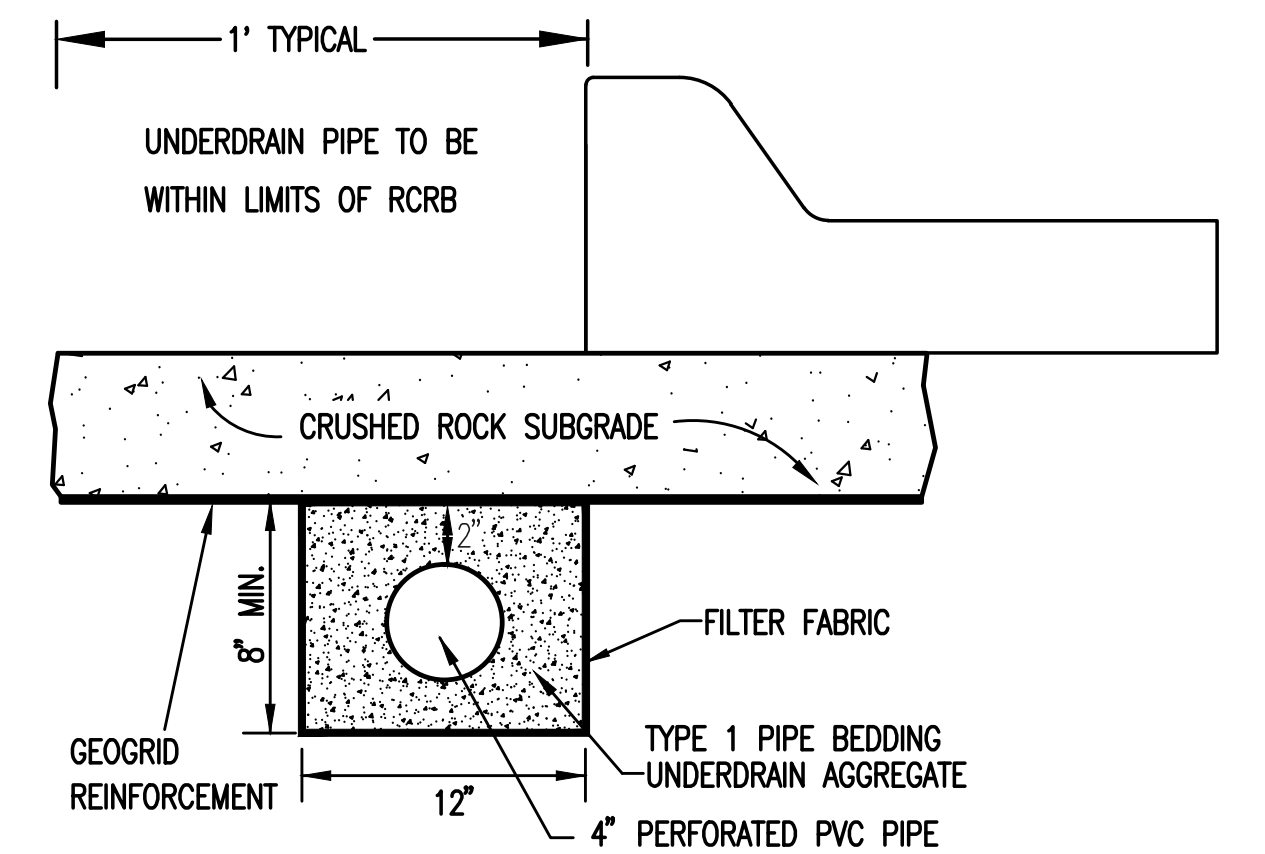 1' TYPICAL
UNDERDRAIN PIPE TO BE
WITHIN LIMITS OF RCRB
CRUSHED ROCK SUBGRADE
2"
8" MIN.
FILTER FABRIC
GEOGRID
REINFORCEMENT
TYPE 1 PIPE BEDDING
UNDERDRAIN AGGREGATE
12"
4" PERFORATED PVC PIPE